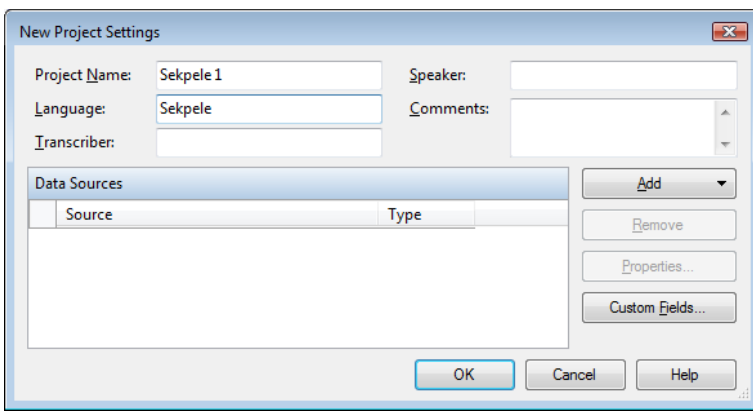 New Project Settings
Project Name: Sekpele 1 Speaker:
Language: Sekpele Comments:
Transcriber:
Data Sources Add
Source Type
Remove
Properties...
Custom Fields...
OK Cancel Help